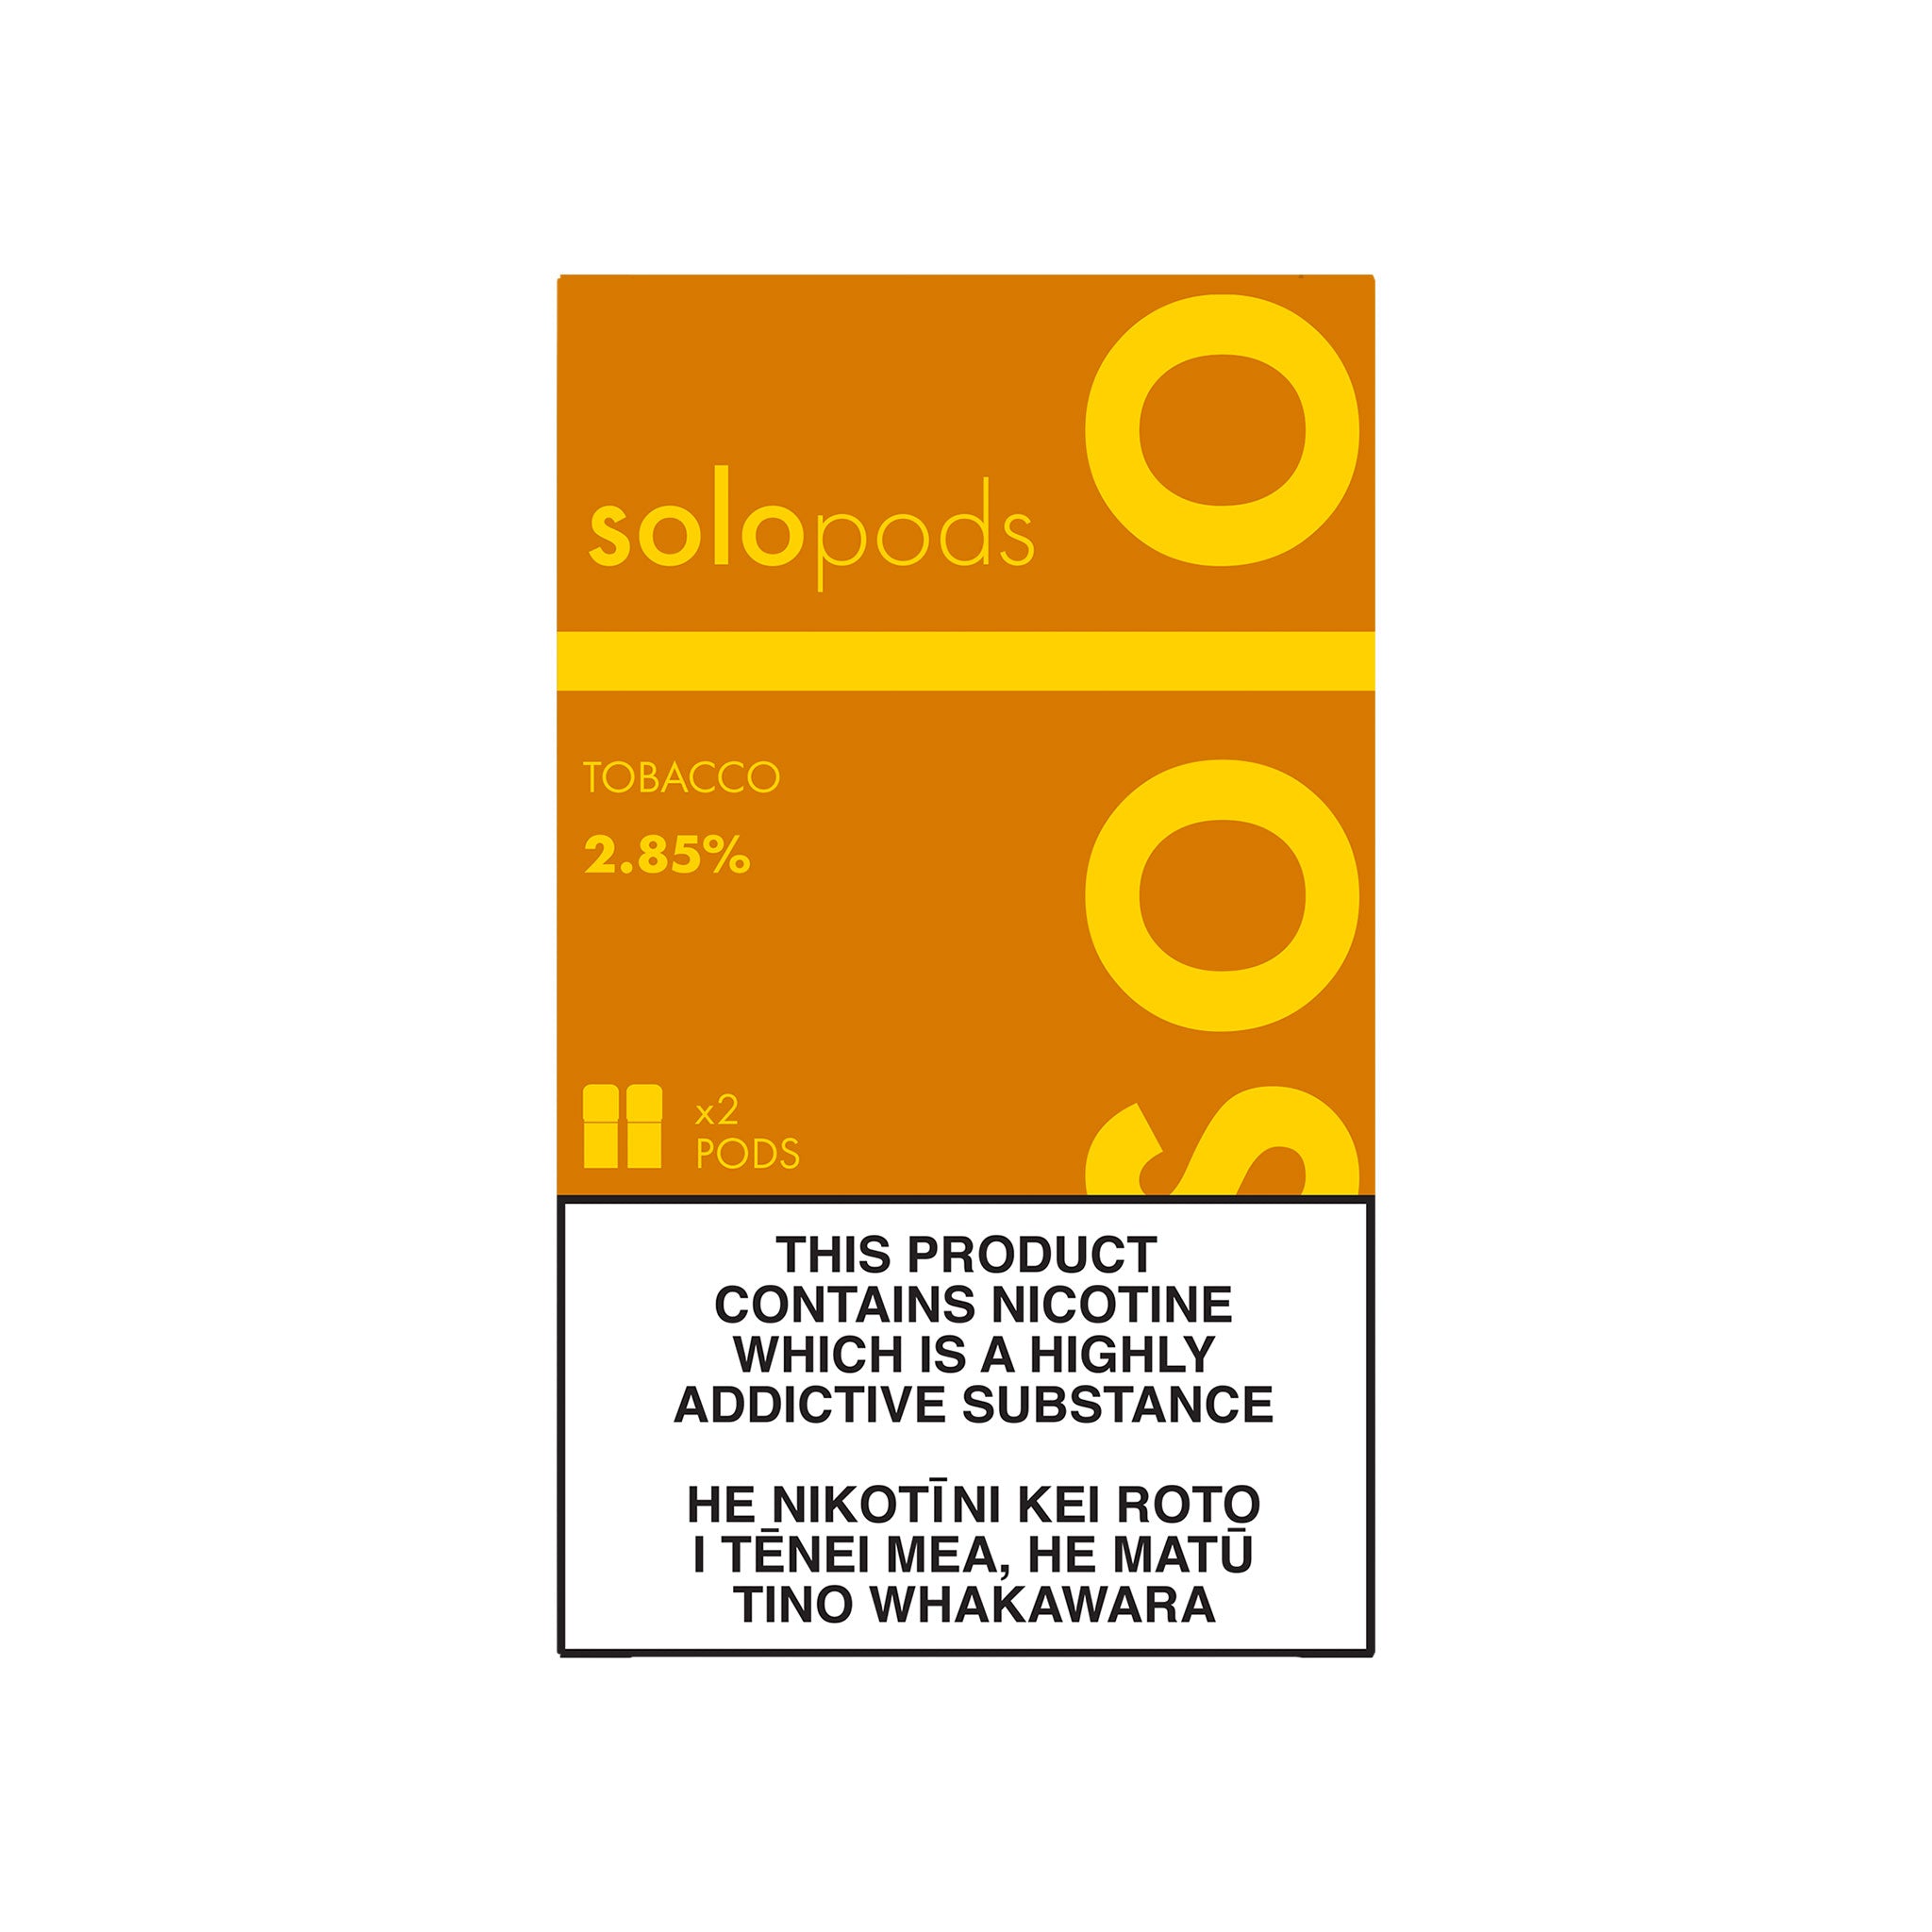 solopods
TOBACCO
2.85%
x2
PODS
SOLO
THIS PRODUCT
CONTAINS NICOTINE
WHICH IS A HIGHLY
ADDICTIVE SUBSTANCE
HE NIKOTĪNI KEI ROTO
I TĒNEI MEA, HE MATŪ
TINO WHAKAWARA